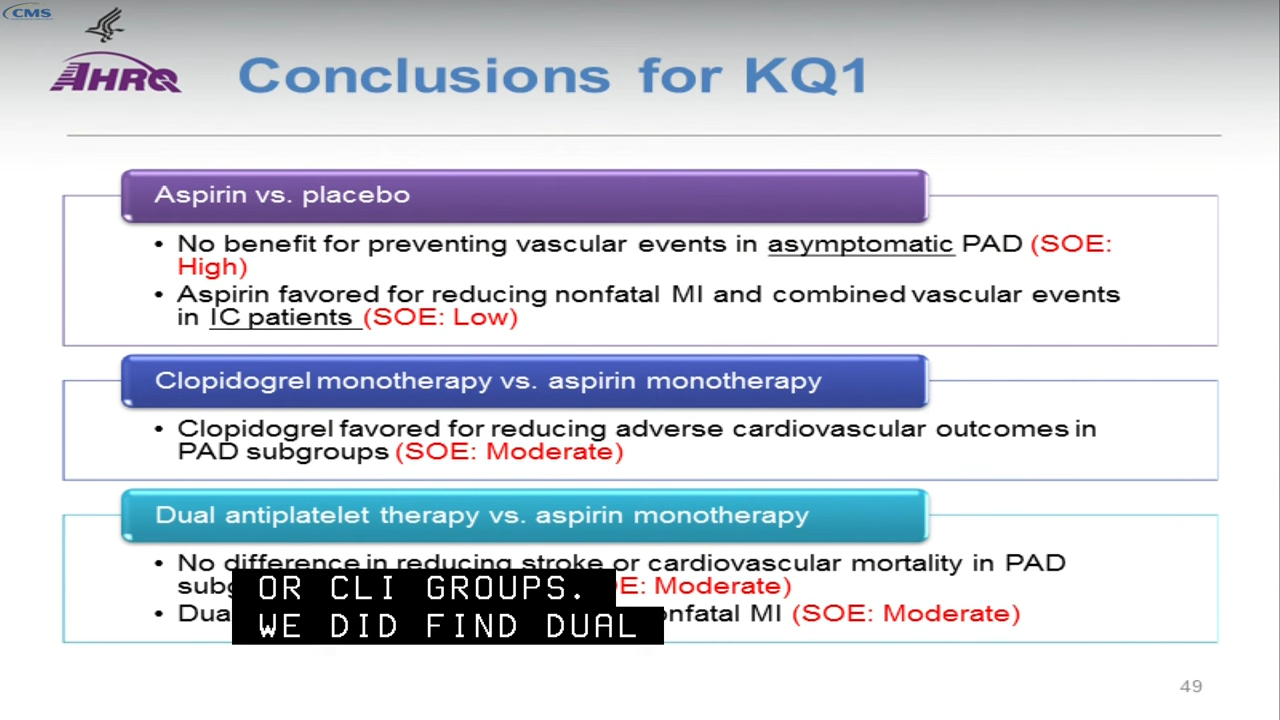 CMS
AHRQ
Conclusions for KQ1
Aspirin vs. placebo
• No benefit for preventing vascular events in asymptomatic PAD (SOE:
High)
• Aspirin favored for reducing nonfatal MI and combined vascular events
in IC patients (SOE: Low)
Clopidogrel monotherapy vs. aspirin monotherapy
• Clopidogrel favored for reducing adverse cardiovascular outcomes in
PAD subgroups (SOE: Moderate)
Dual antiplatelet therapy vs. aspirin monotherapy
• No difference in reducing stroke or cardiovascular mortality in PAD
Moderate)
• Dua nonfatal MI (SOE: Moderate)
OR CLI GROUPS.
WE DID FIND DUAL
49